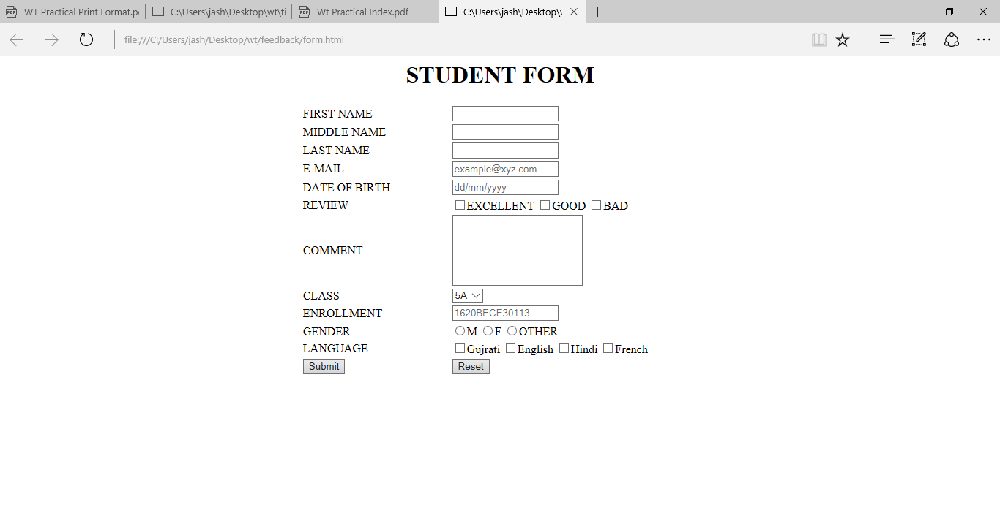 WT Practical Print Format.p
C:\Users\jash\Desktop\wt\ti
Wt Practical Index.pdf
C:\Users\jash\Desktop\
file:///C:/Users/jash/Desktop/wt/feedback/form.html
STUDENT FORM
FIRST NAME
MIDDLE NAME
LAST NAME
E-MAIL example@xyz.com
DATE OF BIRTH dd/mm/yyyy
REVIEW EXCELLENT GOOD BAD
COMMENT
CLASS 5A
ENROLLMENT 1620BECE30113
GENDER M F OTHER
LANGUAGE Gujrati English Hindi French
Submit Reset